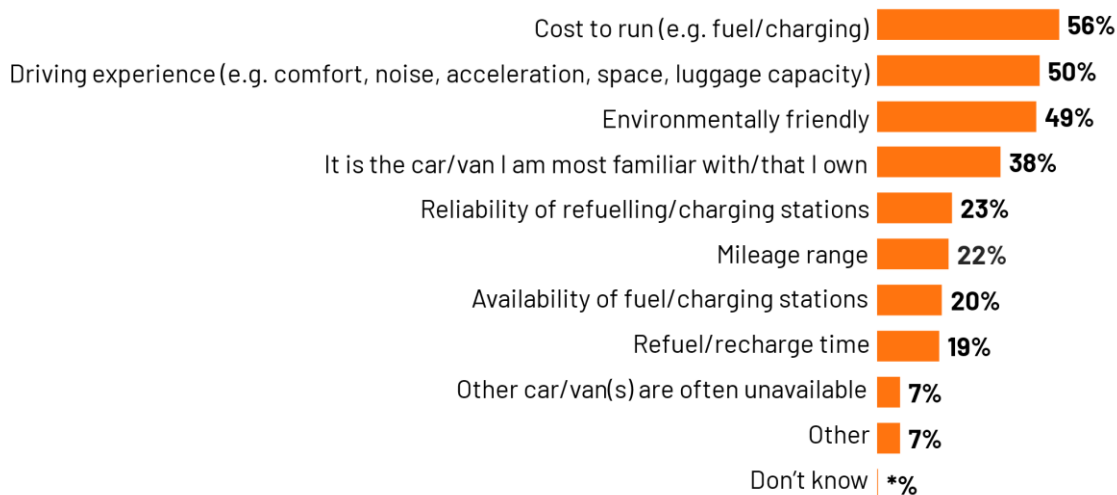 Cost to run (e.g. fuel/charging) 56%
Driving experience (e.g. comfort, noise, acceleration, space, luggage capacity) 50%
Environmentally friendly 49%
It is the car/van I am most familiar with/that I own 38%
Reliability of refuelling/charging stations 23%
Mileage range 22%
Availability of fuel/charging stations 20%
Refuel/recharge time 19%
Other car/van(s) are often unavailable 7%
Other 7%
Don't know *%